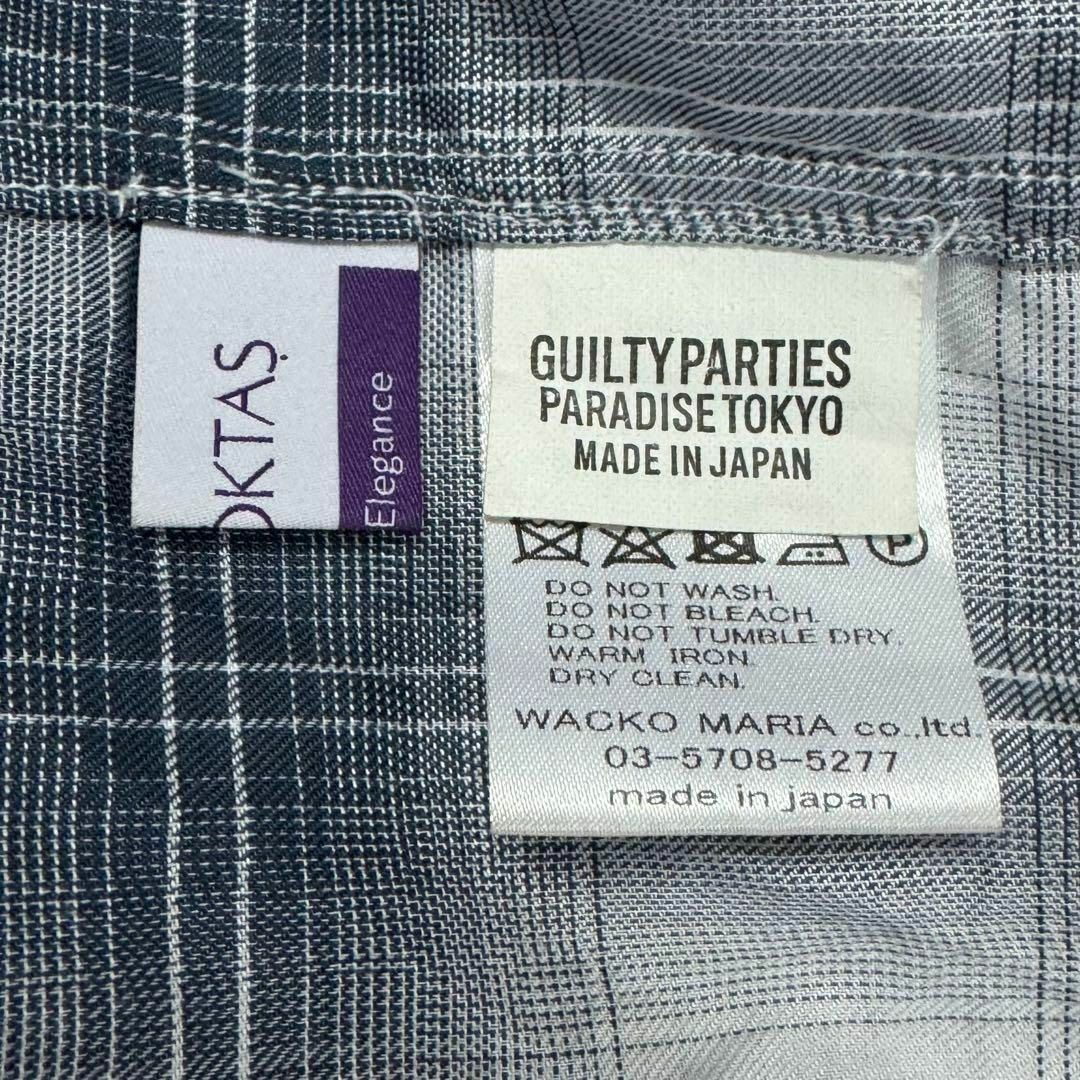 OKTAŞ
Elegance
GUILTY PARTIES
PARADISE TOKYO
MADE IN JAPAN
P
DO NOT WASH.
DO NOT BLEACH.
DO NOT TUMBLE DRY.
WARM IRON.
DRY CLEAN.
WACKO MARIA co.,ltd.
03-5708-5277
made in japan